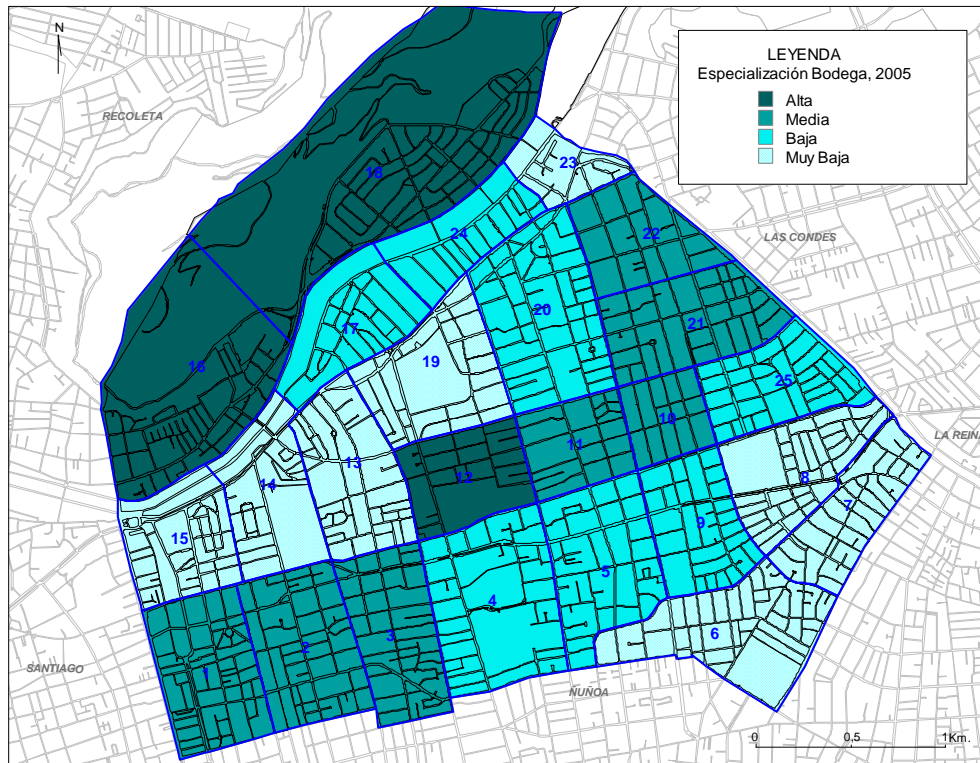 N
LEYENDA
Especialización Bodega, 2005
Alta
Media
Baja
Muy Baja
RECOLETA
23
18
24
22
LAS CONDES
20
21
17
19
16
25
10
11
LA REINA
13
12
8
14
7
9
15
5
4
6
3
2
SANTIAGO
1
ÑUÑOA
0 0,5 1Km.